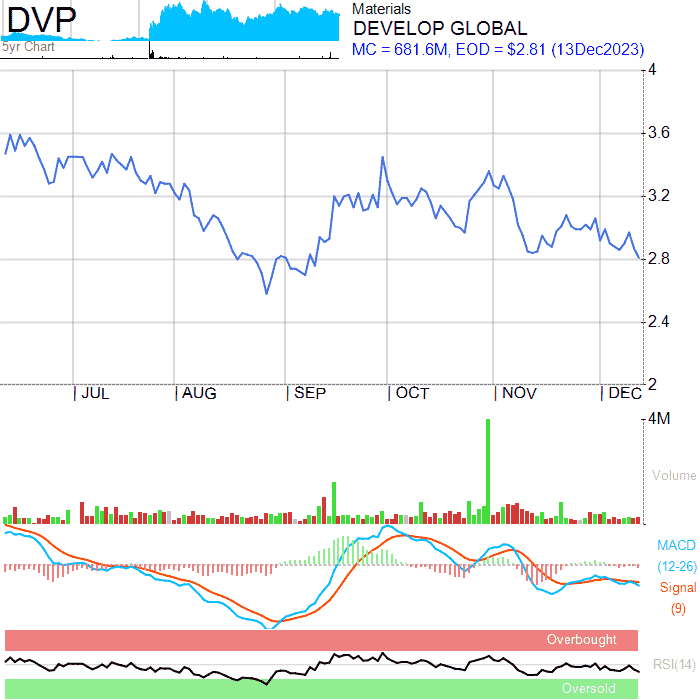 DVP
5yr Chart
Materials
DEVELOP GLOBAL
MC = 681.6M, EOD = $2.81 (13Dec2023)
4
3.6
3.2
2.8
2.4
2
| JUL | AUG | SEP | OCT | NOV | DEC
4M
Volume
MACD
(12-26)
Signal
(9)
Overbought
RSI(14)
Oversold